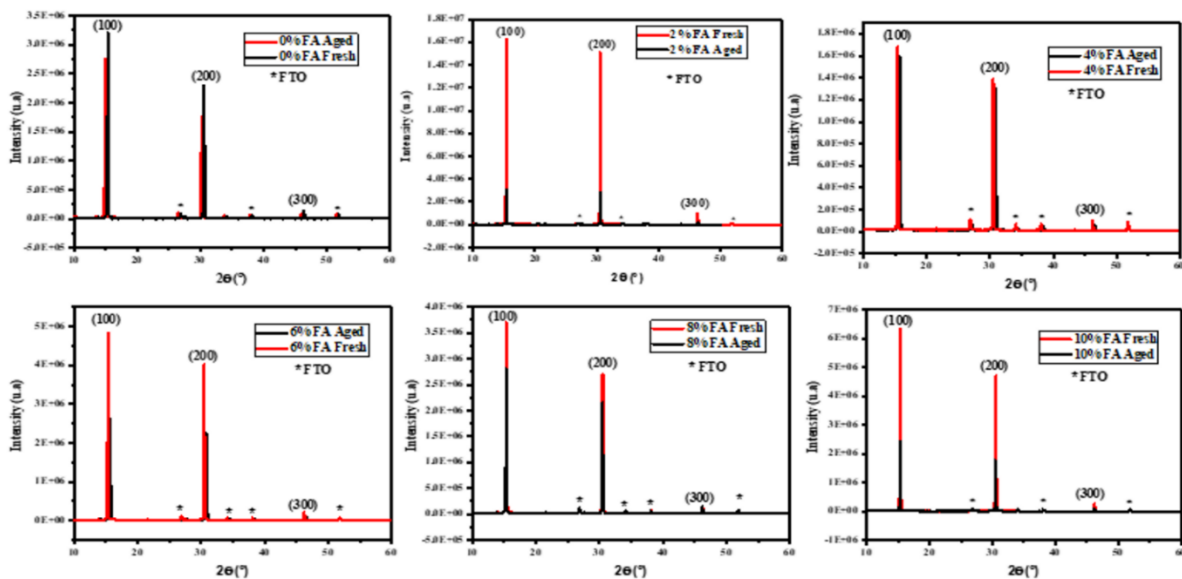 (100)
(200)
(300)
0%FA Aged
0%FA Fresh
*FTO
* * *
3.5E+06
3.0E+06
2.5E+06
2.0E+06
1.5E+06
1.0E+06
5.0E+05
0.0E+00
-5.0E+05
Intensity (u.a)
10 20 30 40 50 60
2Θ(°)
(100)
(200)
(300)
2%FA Fresh
2%FA Aged
*FTO
* * *
1.8E+07
1.6E+07
1.4E+07
1.2E+07
1.0E+07
8.0E+06
6.0E+06
4.0E+06
2.0E+06
0.0E+00
-2.0E+06
Intensity (u.a)
10 20 30 40 50 60
2Θ(°)
(100)
(200)
(300)
4%FA Aged
4%FA Fresh
*FTO
* * * *
1.8E+06
1.6E+06
1.4E+06
1.2E+06
1.0E+06
8.0E+05
6.0E+05
4.0E+05
2.0E+05
0.0E+00
-2.0E+05
Intensity (u.a)
10 20 30 40 50 60
2Θ(°)
(100)
(200)
(300)
6%FA Aged
6%FA Fresh
*FTO
* * * *
5E+06
4E+06
3E+06
2E+06
1E+06
0E+00
Intensity (u.a)
10 20 30 40 50 60
2Θ(°)
(100)
(200)
(300)
8%FA Fresh
8%FA Aged
*FTO
* * * *
4.0E+06
3.5E+06
3.0E+06
2.5E+06
2.0E+06
1.5E+06
1.0E+06
5.0E+05
0.0E+00
-5.0E+05
Intensity (u.a)
10 20 30 40 50 60
2Θ(°)
(100)
(200)
(300)
10%FA Fresh
10%FA Aged
*FTO
* * *
7E+06
6E+06
5E+06
4E+06
3E+06
2E+06
1E+06
0E+00
-1E+06
Intensity (u.a)
10 20 30 40 50 60
2Θ(°)